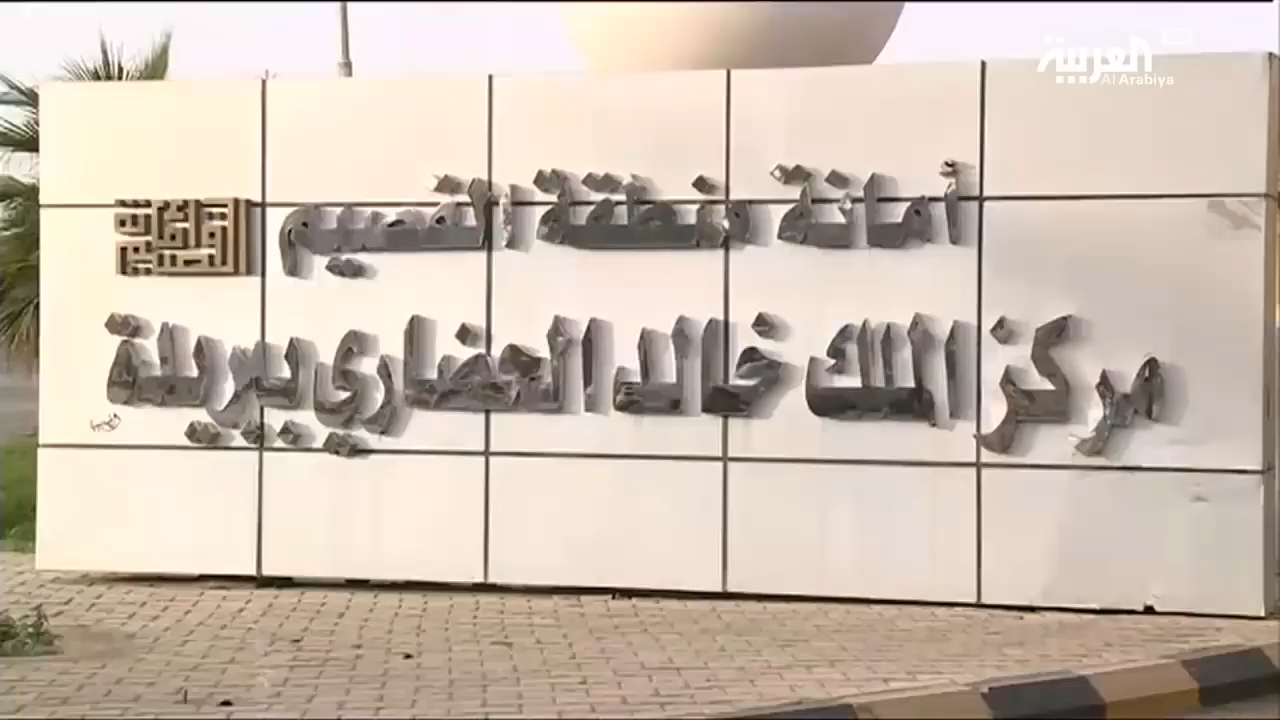 العربية
Al Arabiya
أمانة منطقة القصيم
مركز الملك خالد الحضاري ببريدة